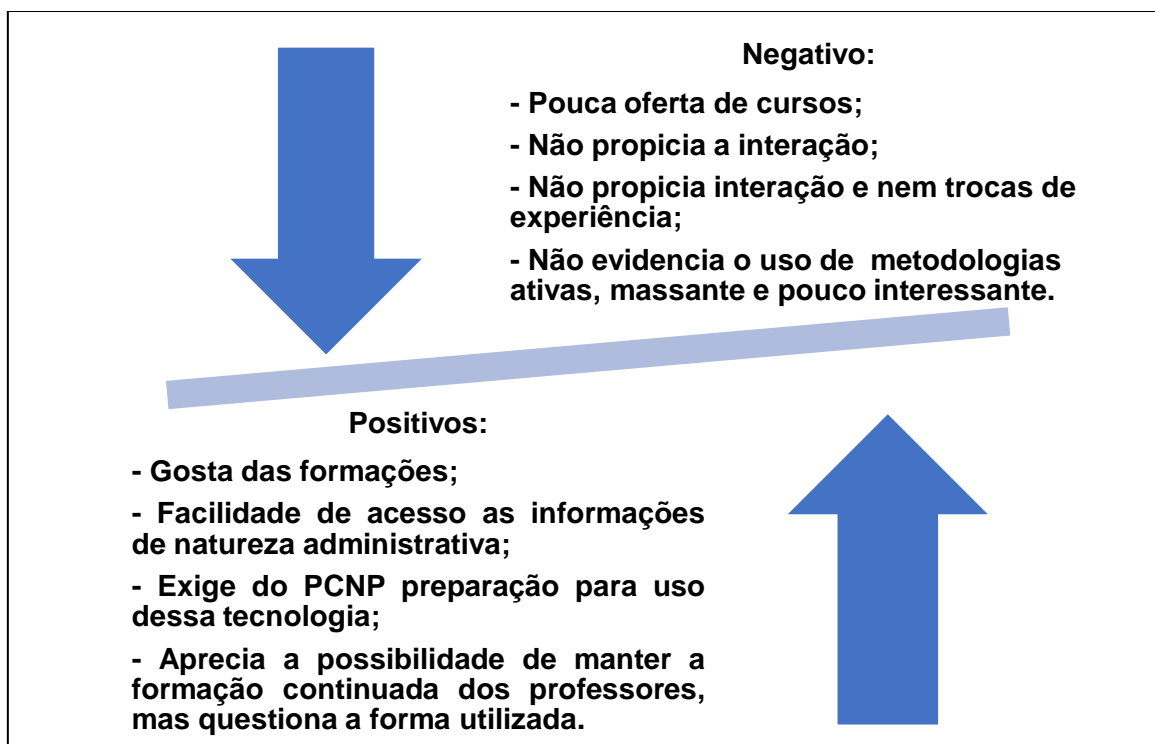 Negativo:
- Pouca oferta de cursos;
- Não propicia a interação;
- Não propicia interação e nem trocas de
experiência;
- Não evidencia o uso de  metodologias
ativas, massante e pouco interessante.
Positivos:
- Gosta das formações;
- Facilidade de acesso as informações
de natureza administrativa;
- Exige do PCNP preparação para uso
dessa tecnologia;
- Aprecia a possibilidade de manter a
formação continuada dos professores,
mas questiona a forma utilizada.